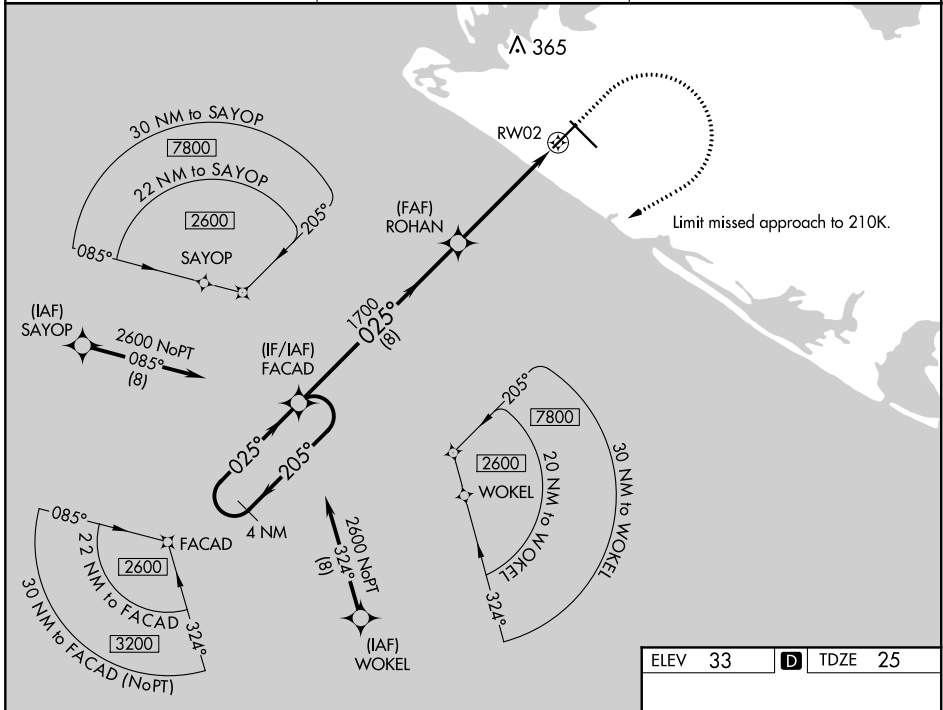 365
30 NM to SAYOP
7800
22 NM to SAYOP
2600
205°
085°
SAYOP
RW02
Limit missed approach to 210K.
(FAF)
ROHAN
(IAF)
SAYOP
2600 NoPT
085°
(8)
1700
025°
(8)
(IF/IAF)
FACAD
025°
205°
4 NM
205°
7800
2600
WOKEL
20 NM to WOKEL
30 NM to WOKEL
324°
085°
FACAD
2600
22 NM to FACAD
3200
30 NM to FACAD (NoPT)
324°
2600 NoPT
324°
(8)
(IAF)
WOKEL
ELEV 33 D TDZE 25